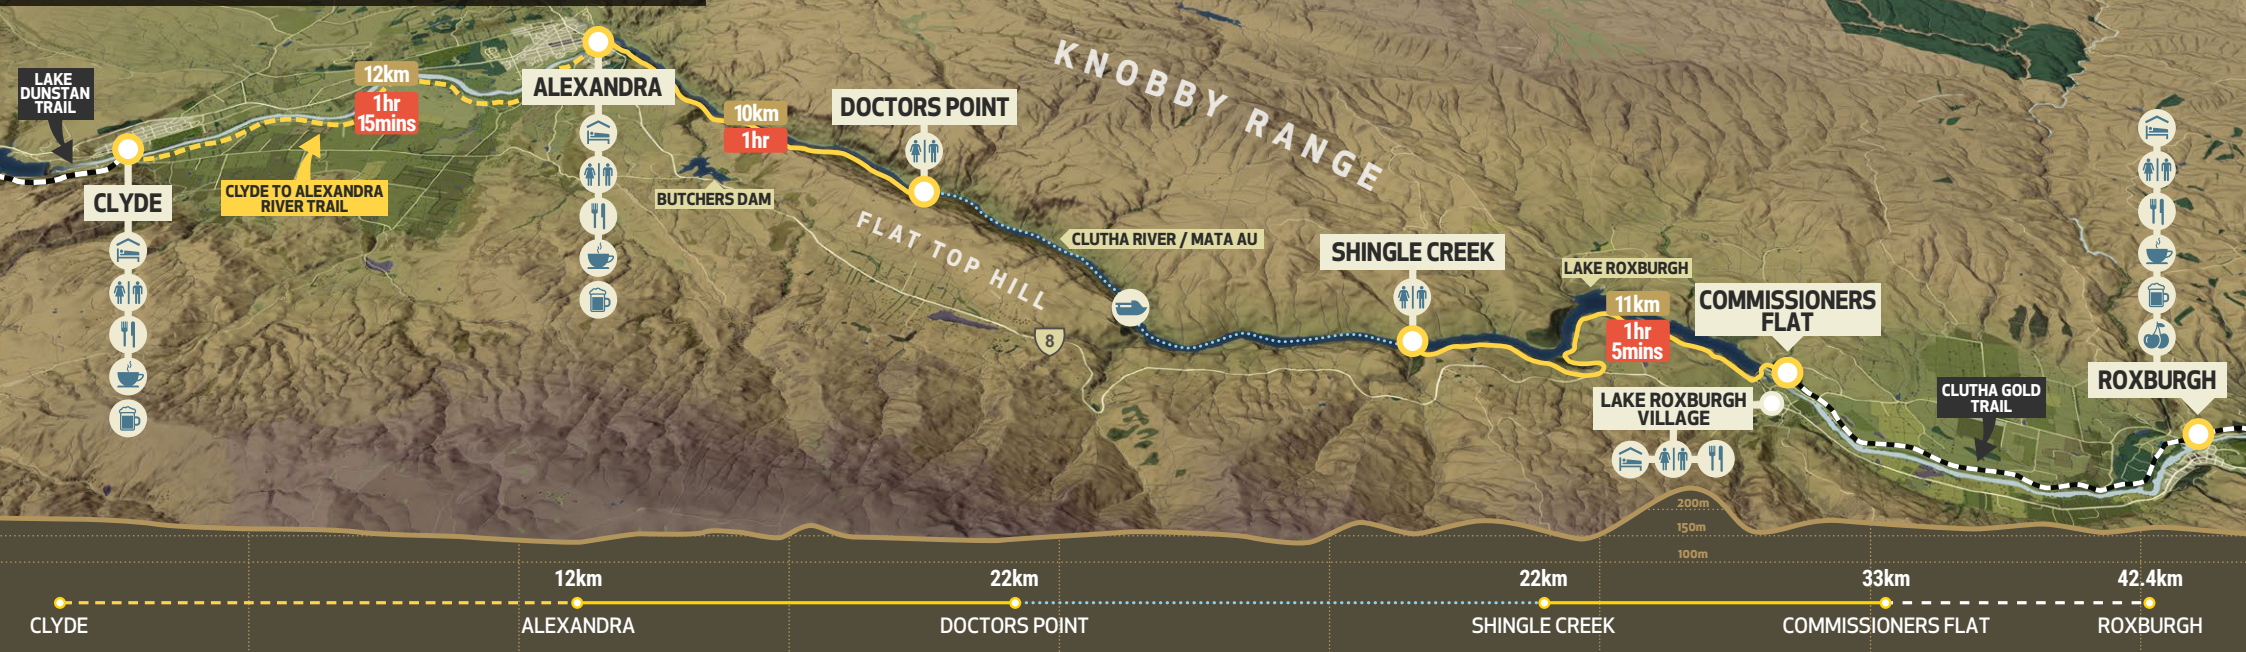 LAKE
DUNSTAN
TRAIL
CLYDE
12km
1hr
15mins
CLYDE TO ALEXANDRA
RIVER TRAIL
ALEXANDRA
10km
1hr
BUTCHERS DAM
DOCTORS POINT
KNOBBY RANGE
FLAT TOP HILL
CLUTHA RIVER / MATA AU
8
SHINGLE CREEK
LAKE ROXBURGH
11km
1hr
5mins
COMMISSIONERS
FLAT
LAKE ROXBURGH
VILLAGE
CLUTHA GOLD
TRAIL
ROXBURGH
200m
150m
100m
12km
22km
22km
33km
42.4km
CLYDE
ALEXANDRA
DOCTORS POINT
SHINGLE CREEK
COMMISSIONERS FLAT
ROXBURGH